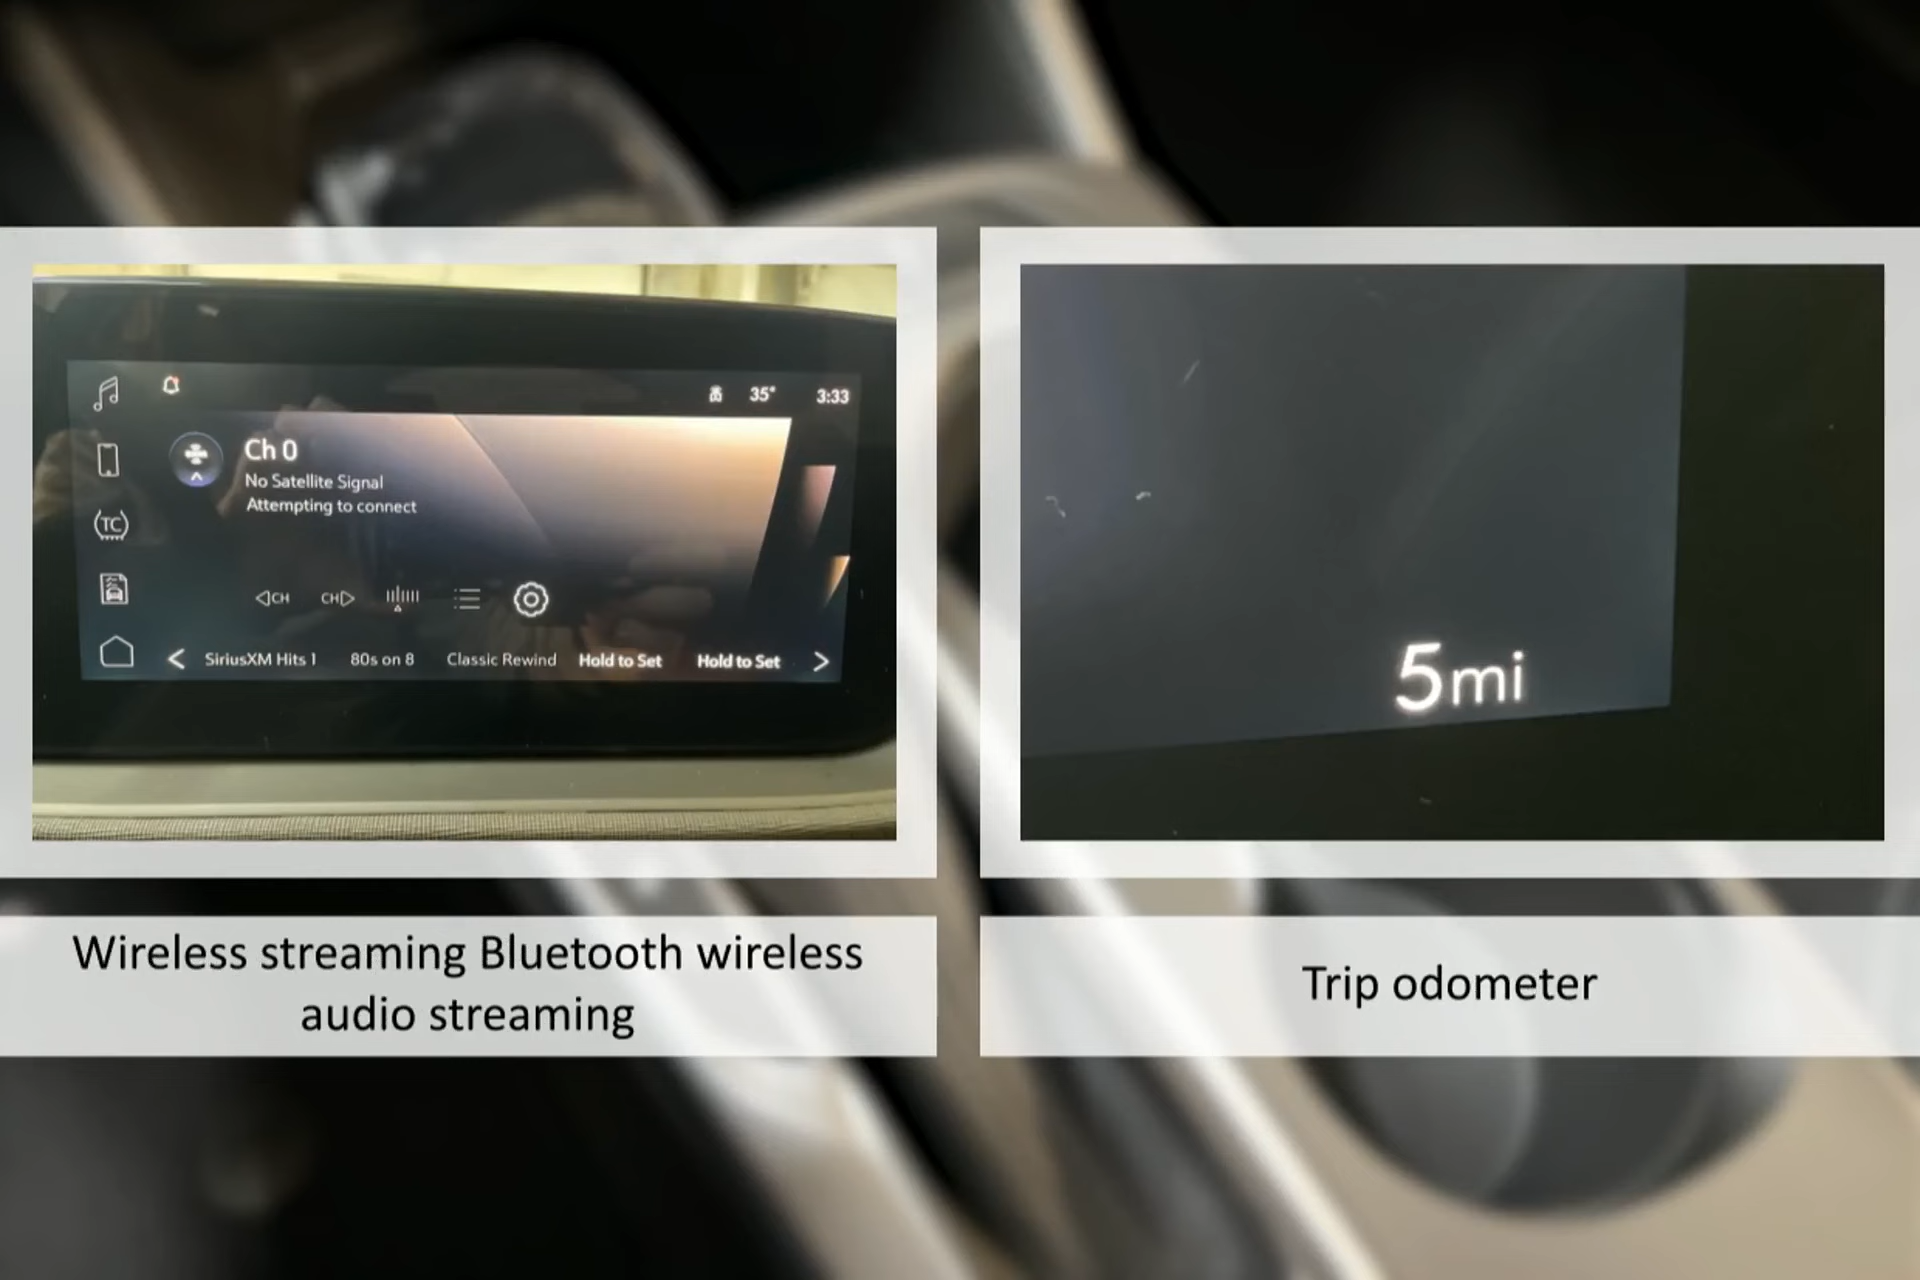 35° 3:33
Ch 0
No Satellite Signal
Attempting to connect
TC
CH CH
SiriusXM Hits 1 80s on 8 Classic Rewind Hold to Set Hold to Set
5mi
Wireless streaming Bluetooth wireless
audio streaming
Trip odometer